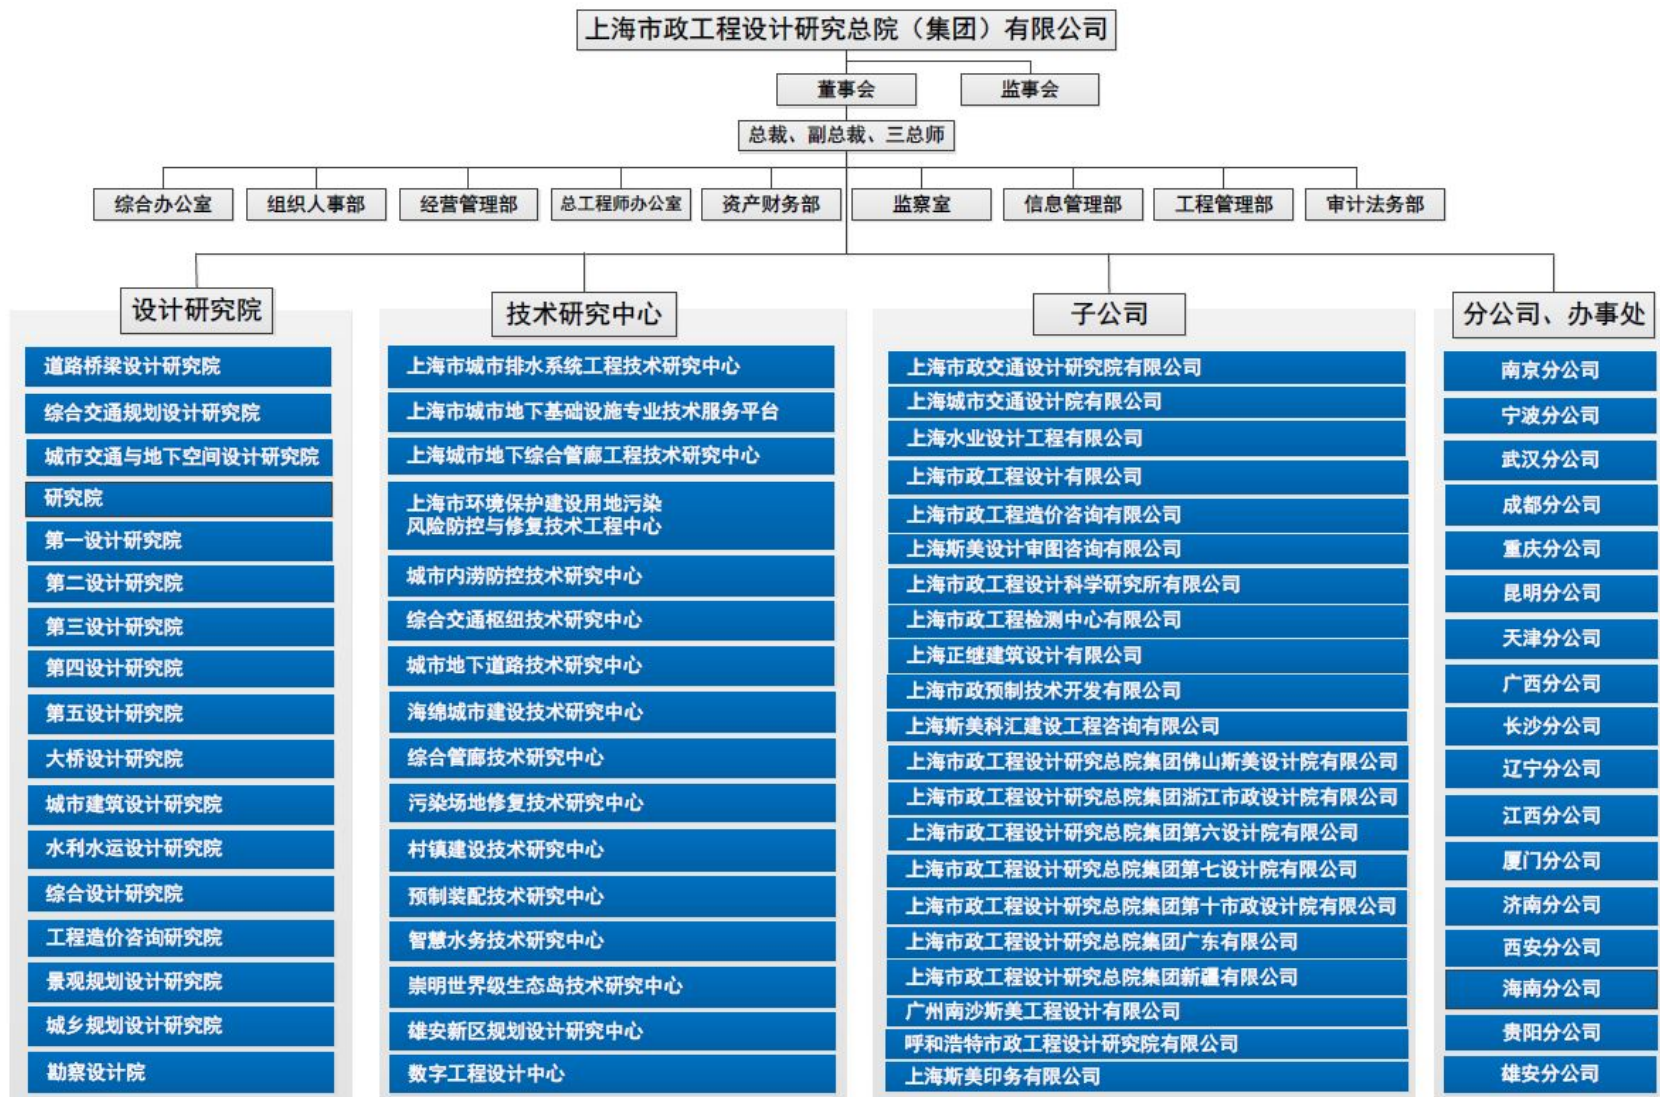 上海市政工程设计研究总院（集团）有限公司
董事会
监事会
总裁、副总裁、三总师
综合办公室
组织人事部
经营管理部
总工程师办公室
资产财务部
监察室
信息管理部
工程管理部
审计法务部
设计研究院
道路桥梁设计研究院
综合交通规划设计研究院
城市交通与地下空间设计研究院
研究院
第一设计研究院
第二设计研究院
第三设计研究院
第四设计研究院
第五设计研究院
大桥设计研究院
城市建筑设计研究院
水利水运设计研究院
综合设计研究院
工程造价咨询研究院
景观规划设计研究院
城乡规划设计研究院
勘察设计院
技术研究中心
上海市城市排水系统工程技术研究中心
上海市城市地下基础设施专业技术服务平台
上海城市地下综合管廊工程技术研究中心
上海市环境保护建设用地污染
风险防控与修复技术工程中心
城市内涝防控技术研究中心
综合交通枢纽技术研究中心
城市地下道路技术研究中心
海绵城市建设技术研究中心
综合管廊技术研究中心
污染场地修复技术研究中心
村镇建设技术研究中心
预制装配技术研究中心
智慧水务技术研究中心
崇明世界级生态岛技术研究中心
雄安新区规划设计研究中心
数字工程设计中心
子公司
上海市政交通设计研究院有限公司
上海城市交通设计院有限公司
上海水业设计工程有限公司
上海市政工程设计有限公司
上海市政工程造价咨询有限公司
上海斯美设计审图咨询有限公司
上海市政工程设计科学研究所有限公司
上海市政工程检测中心有限公司
上海正继建筑设计有限公司
上海市政预制技术开发有限公司
上海斯美科汇建设工程咨询有限公司
上海市政工程设计研究总院集团佛山斯美设计院有限公司
上海市政工程设计研究总院集团浙江市政设计院有限公司
上海市政工程设计研究总院集团第六设计院有限公司
上海市政工程设计研究总院集团第七设计院有限公司
上海市政工程设计研究总院集团第十市政设计院有限公司
上海市政工程设计研究总院集团广东有限公司
上海市政工程设计研究总院集团新疆有限公司
广州南沙斯美工程设计有限公司
呼和浩特市政工程设计研究院有限公司
上海斯美印务有限公司
分公司、办事处
南京分公司
宁波分公司
武汉分公司
成都分公司
重庆分公司
昆明分公司
天津分公司
广西分公司
长沙分公司
辽宁分公司
江西分公司
厦门分公司
济南分公司
西安分公司
海南分公司
贵阳分公司
雄安分公司